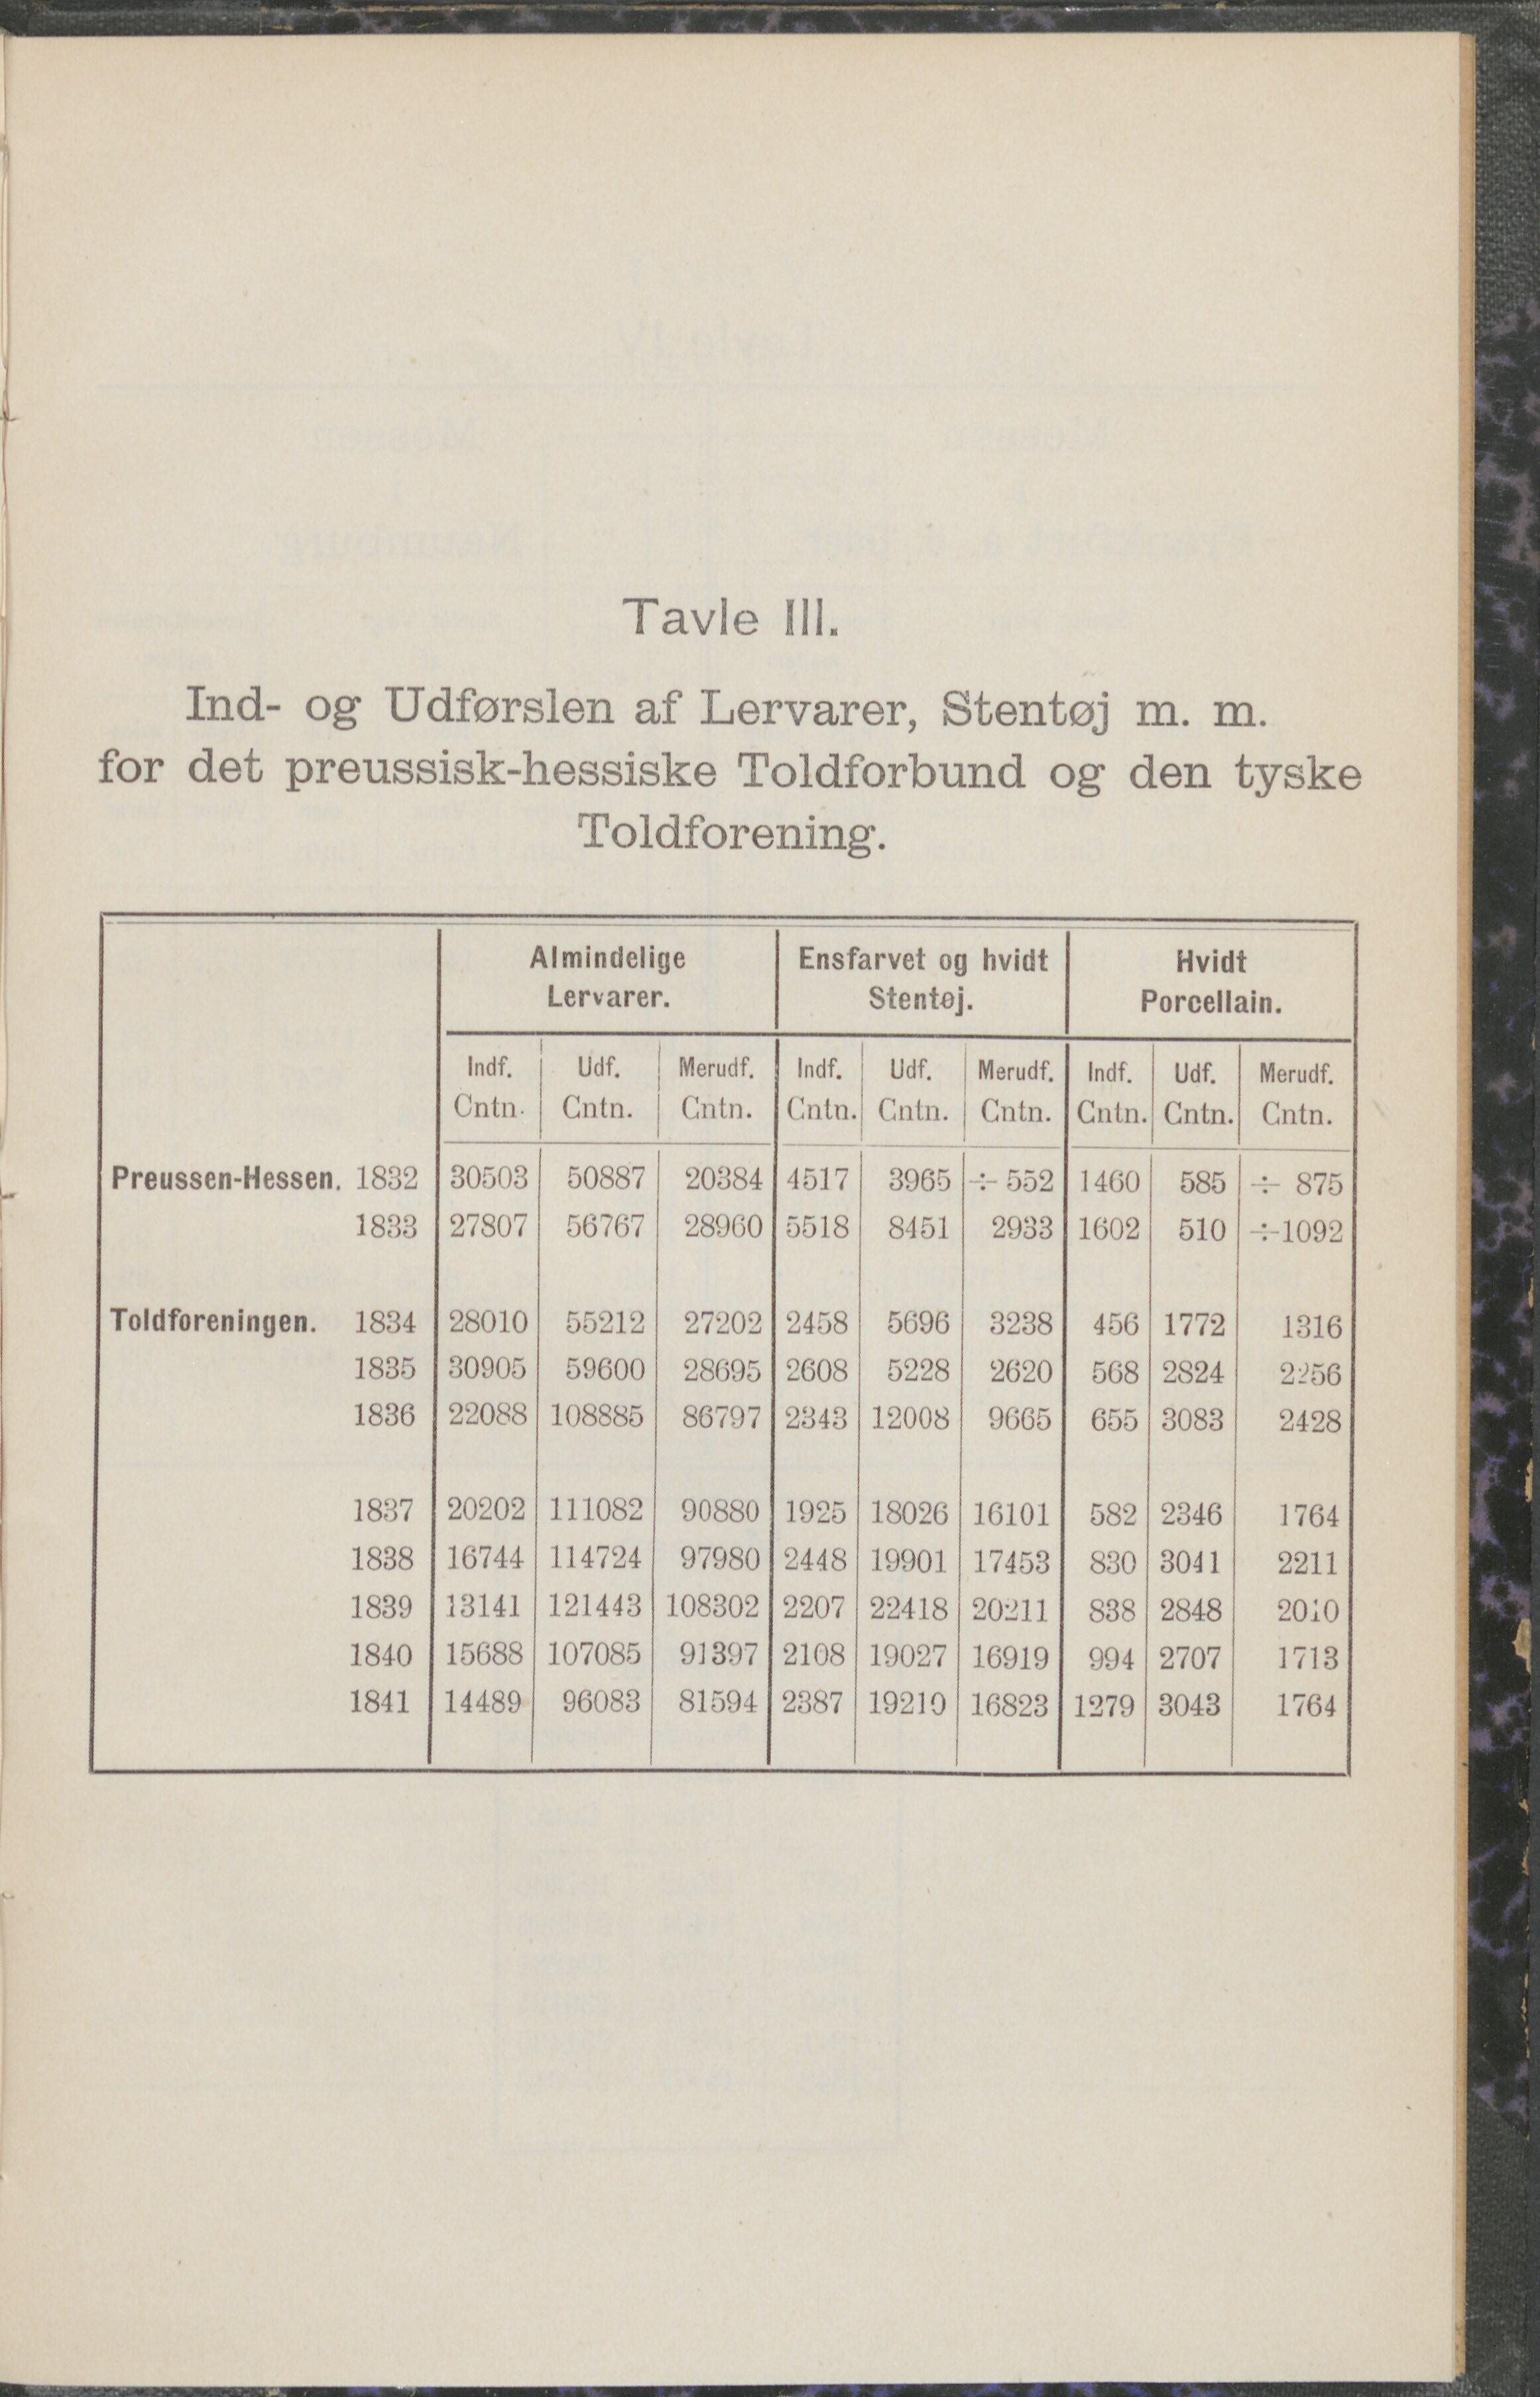 Tavle III.
Ind- og Udførslen af Lervarer, Stentøj m. m.
for det preussisk-hessiske Toldforbund og den tyske
Toldforening.
Almindelige Ensfarvet og hvidt Hvidt
Lervarer. Stentøj. Porcellain.
Indf. Udf. Merudf. Indf. Udf. Merudf. Indf. Udf. Merudf.
Cntn. Cntn. Cntn. Cntn. Cntn. Cntn. Cntn. Cntn. Cntn.
Preussen-Hessen. 1832 30503 50887 20384 4517 3965 ÷ 552 1460 585 ÷ 875
1833 27807 56767 28960 5518 8451 2933 1602 510 ÷1092
Toldforeningen. 1834 28010 55212 27202 2458 5696 3238 456 1772 1316
1835 30905 59600 28695 2608 5228 2620 568 2824 2256
1836 22088 108885 86797 2343 12008 9665 655 3083 2428
1837 20202 111082 90880 1925 18026 16101 582 2346 1764
1838 16744 114724 97980 2448 19901 17453 830 3041 2211
1839 13141 121443 108302 2207 22418 20211 838 2848 2010
1840 15688 107085 91397 2108 19027 16919 994 2707 1713
1841 14489 96083 81594 2387 19210 16823 1279 3043 1764